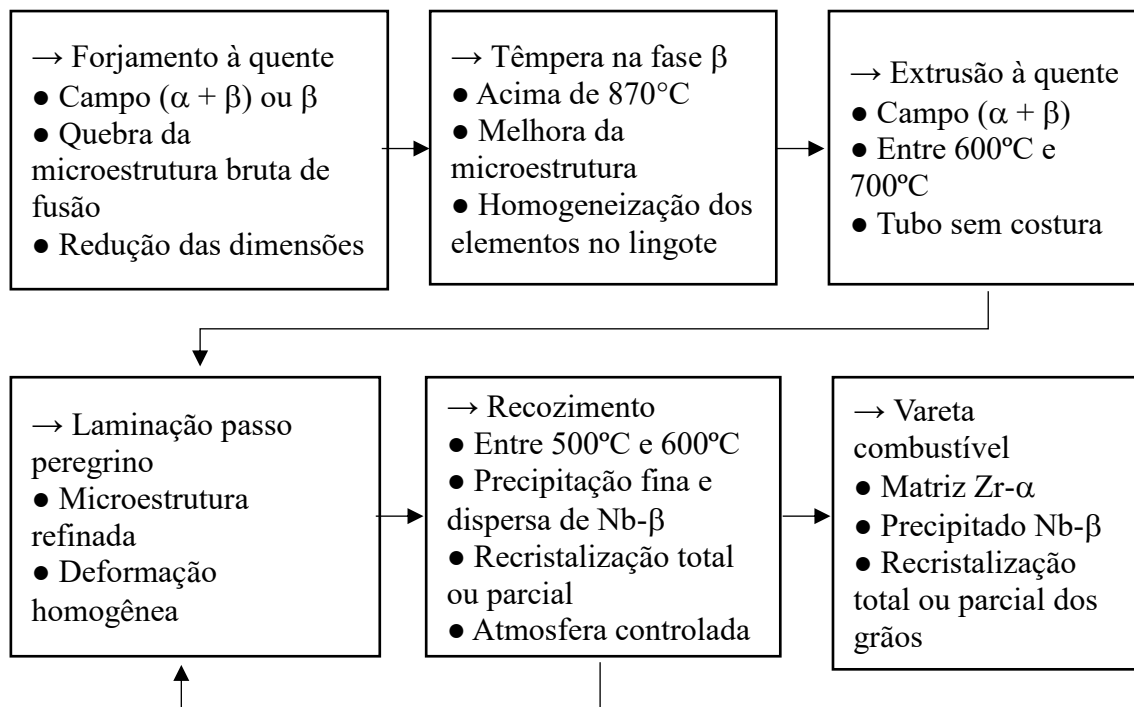 → Forjamento à quente
● Campo (α + β) ou β
● Quebra da
microestrutura bruta de
fusão
● Redução das dimensões
→ Têmpera na fase β
● Acima de 870°C
● Melhora da
microestrutura
● Homogeneização dos
elementos no lingote
→ Extrusão à quente
● Campo (α + β)
● Entre 600ºC e
700ºC
● Tubo sem costura
→ Laminação passo
peregrino
● Microestrutura
refinada
● Deformação
homogênea
→ Recozimento
● Entre 500ºC e 600ºC
● Precipitação fina e
dispersa de Nb-β
● Recristalização total
ou parcial
● Atmosfera controlada
→ Vareta
combustível
● Matriz Zr-α
● Precipitado Nb-β
● Recristalização
total ou parcial dos
grãos